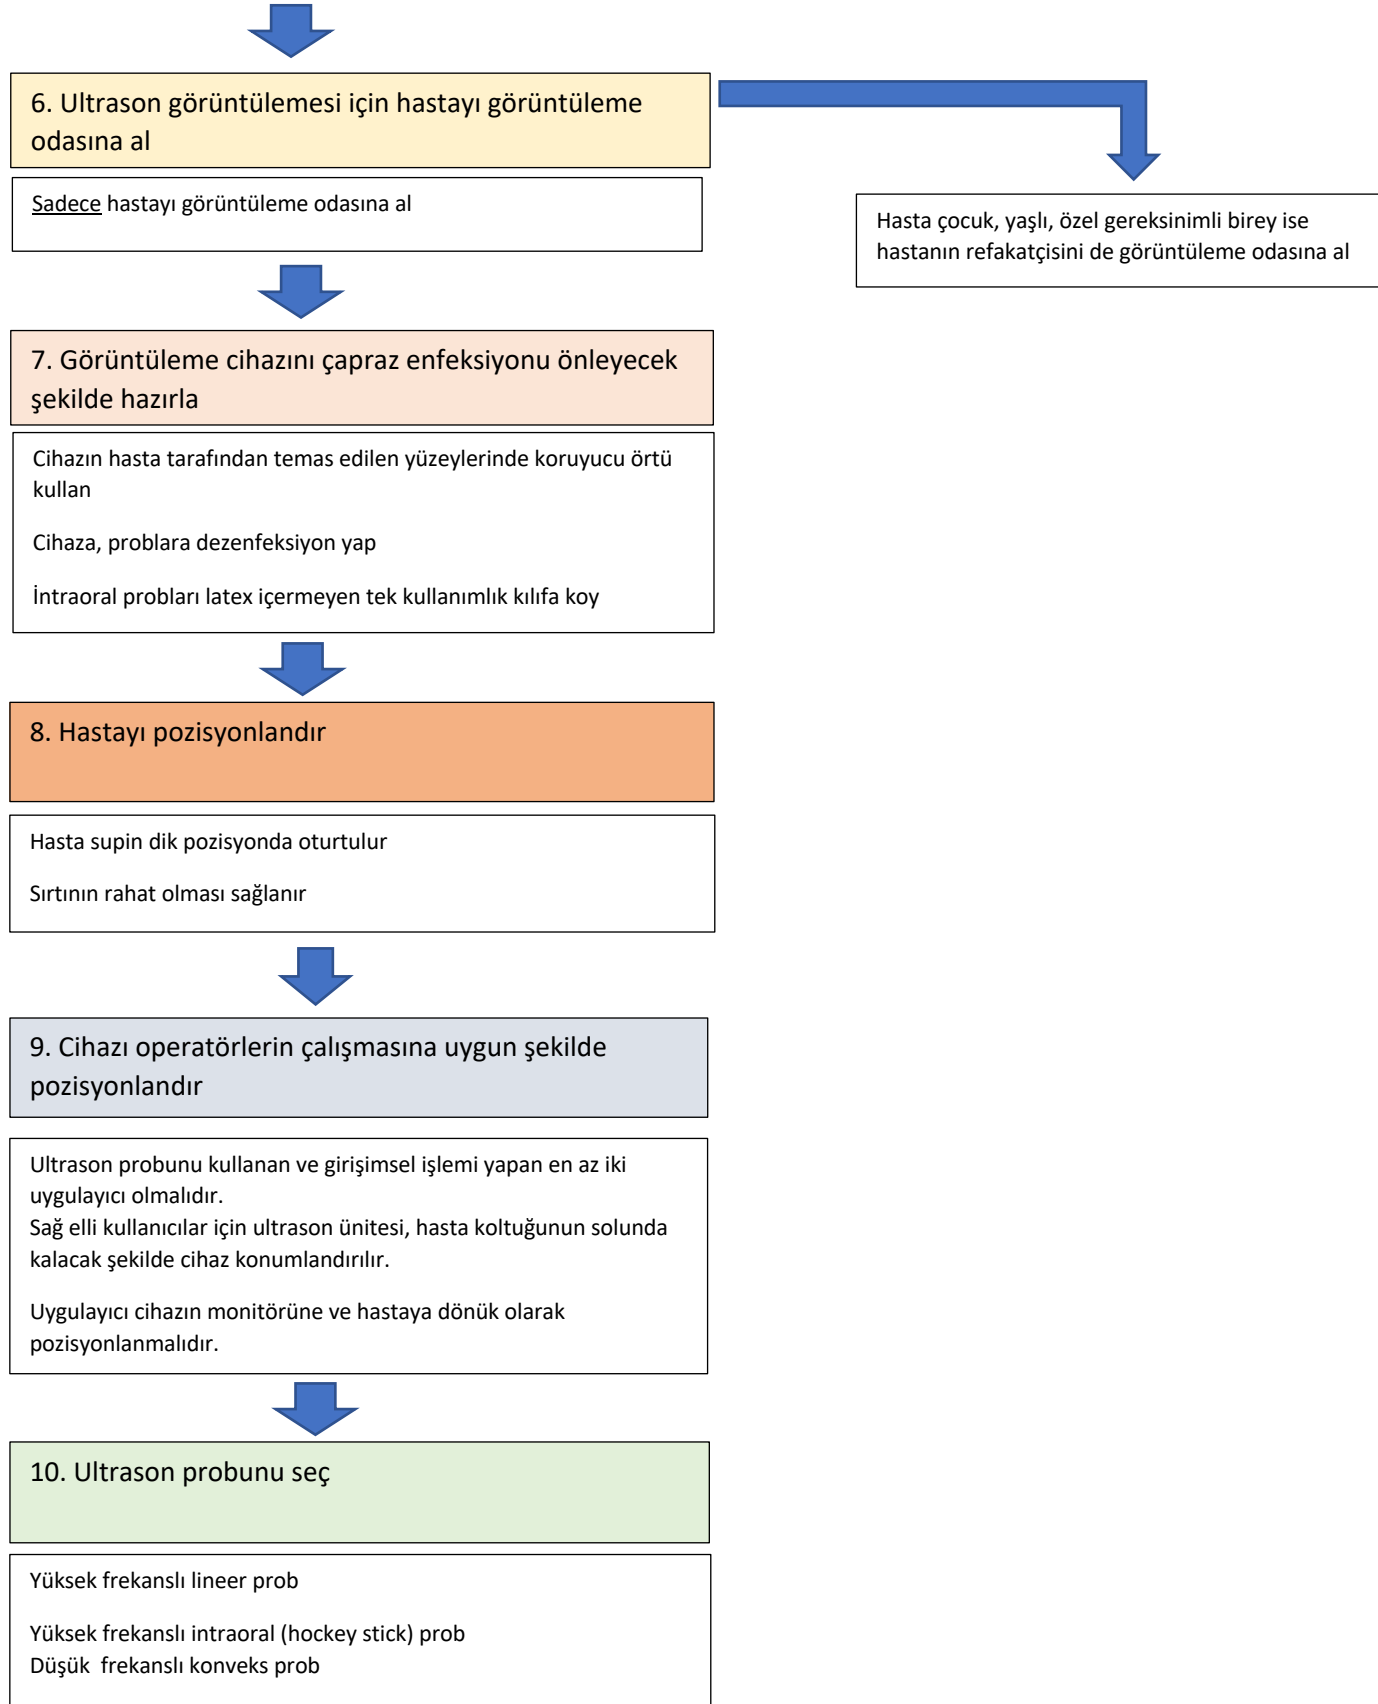 6. Ultrason görüntülemesi için hastayı görüntüleme
odasına al
Sadece hastayı görüntüleme odasına al
Hasta çocuk, yaşlı, özel gereksinimli birey ise
hastanın refakatçisini de görüntüleme odasına al
7. Görüntüleme cihazını çapraz enfeksiyonu önleyecek
şekilde hazırla
Cihazın hasta tarafından temas edilen yüzeylerinde koruyucu örtü
kullan
Cihaza, problara dezenfeksiyon yap
İntraoral probları latex içermeyen tek kullanımlık kılıfa koy
8. Hastayı pozisyonlandır
Hasta supin dik pozisyonda oturtulur
Sırtının rahat olması sağlanır
9. Cihazı operatörlerin çalışmasına uygun şekilde
pozisyonlandır
Ultrason probunu kullanan ve girişimsel işlemi yapan en az iki
uygulayıcı olmalıdır.
Sağ elli kullanıcılar için ultrason ünitesi, hasta koltuğunun solunda
kalacak şekilde cihaz konumlandırılır.
Uygulayıcı cihazın monitörüne ve hastaya dönük olarak
pozisyonlanmalıdır.
10. Ultrason probunu seç
Yüksek frekanslı lineer prob
Yüksek frekanslı intraoral (hockey stick) prob
Düşük  frekanslı konveks prob